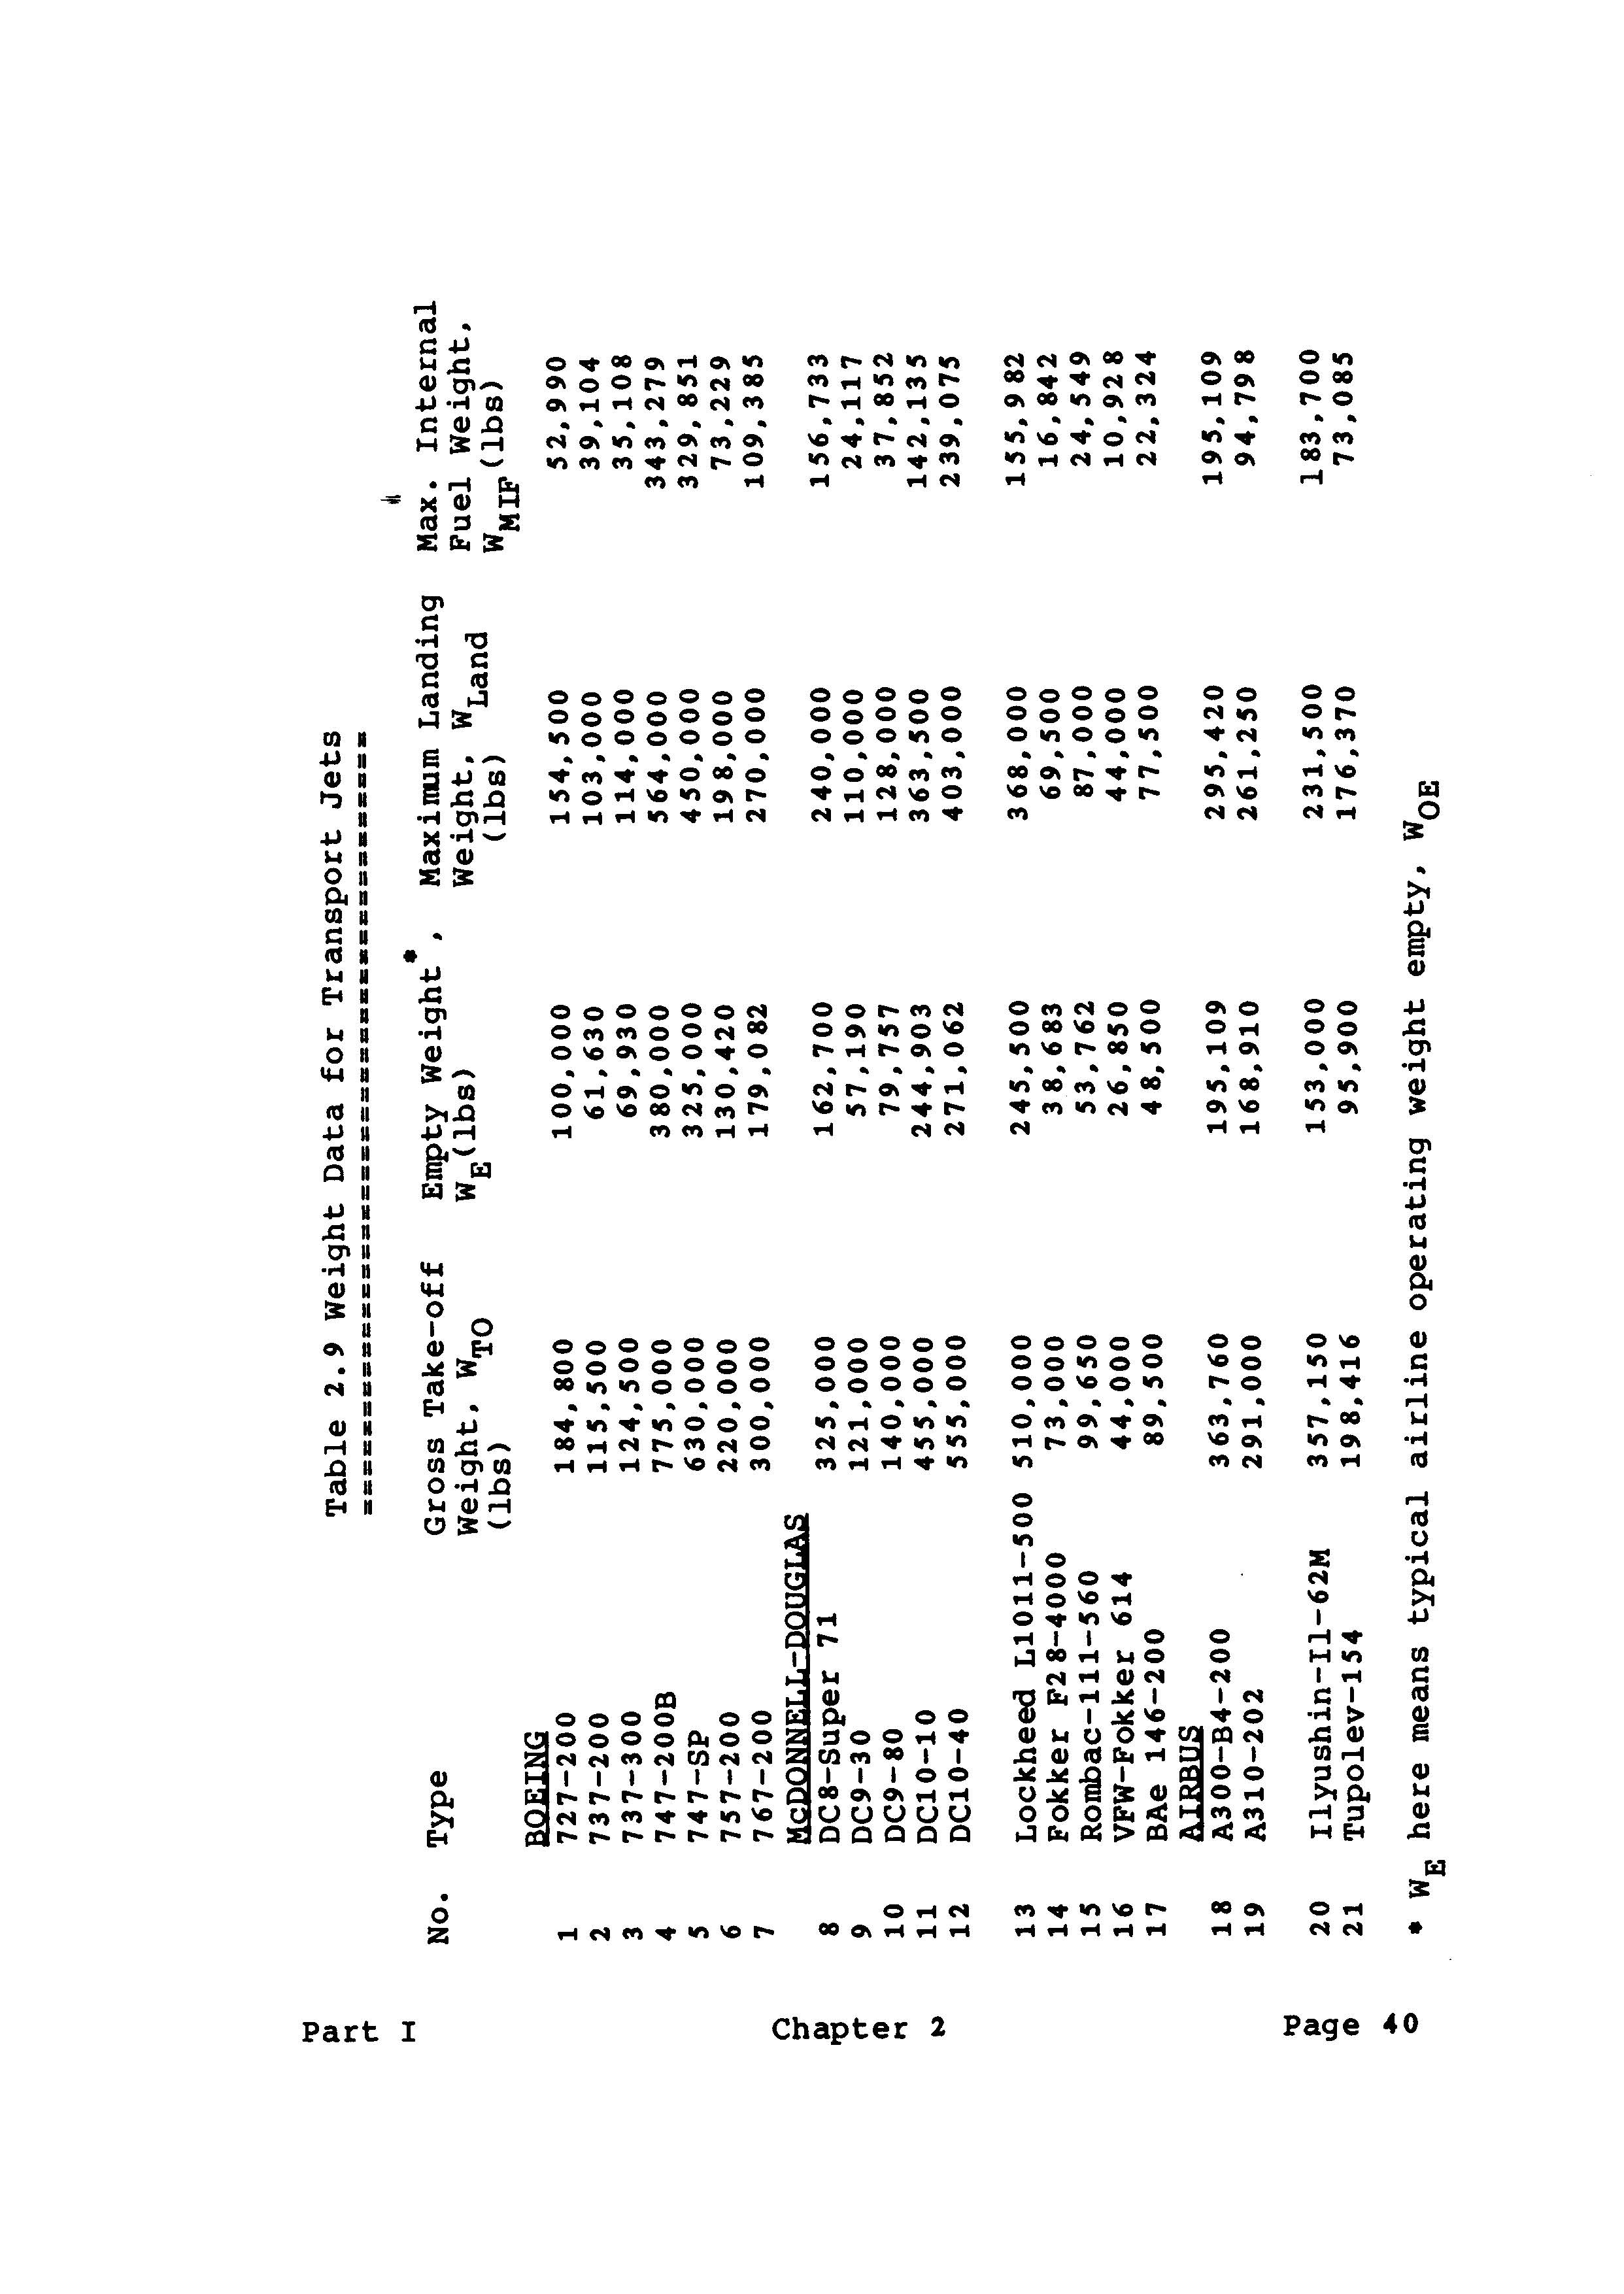 Part I
Chapter 2
Page 40
Table 2.9 Weight Data for Transport Jets
========================================
No. Type Gross Take-off Empty Weight*, Maximum Landing Max. Internal
Weight, WTO WE(lbs) Weight, WLand Fuel Weight,
(lbs) (lbs) WMIF(lbs)
BOEING
1 727-200 184,800 100,000 154,500 52,990
2 737-200 115,500 61,630 103,000 39,104
3 737-300 124,500 69,930 114,000 35,108
4 747-200B 775,000 380,000 564,000 343,279
5 747-SP 630,000 325,000 450,000 329,851
6 757-200 220,000 130,420 198,000 73,229
7 767-200 300,000 179,082 270,000 109,385
McDONNELL-DOUGLAS
8 DC8-Super 71 325,000 162,700 240,000 156,733
9 DC9-30 121,000 57,190 110,000 24,117
10 DC9-80 140,000 79,757 128,000 37,852
11 DC10-10 455,000 244,903 363,500 142,135
12 DC10-40 555,000 271,062 403,000 239,075
13 Lockheed L1011-500 510,000 245,500 368,000 155,982
14 Fokker F28-4000 73,000 38,683 69,500 16,842
15 Rombac-111-560 99,650 53,762 87,000 24,549
16 VFW-Fokker 614 44,000 26,850 44,000 10,928
17 BAe 146-200 89,500 48,500 77,500 22,324
AIRBUS
18 A300-B4-200 363,760 195,109 295,420 195,109
19 A310-202 291,000 168,910 261,250 94,798
20 Ilyushin-Il-62M 357,150 153,000 231,500 183,700
21 Tupolev-154 198,416 95,900 176,370 73,085
* WE here means typical airline operating weight empty, WOE